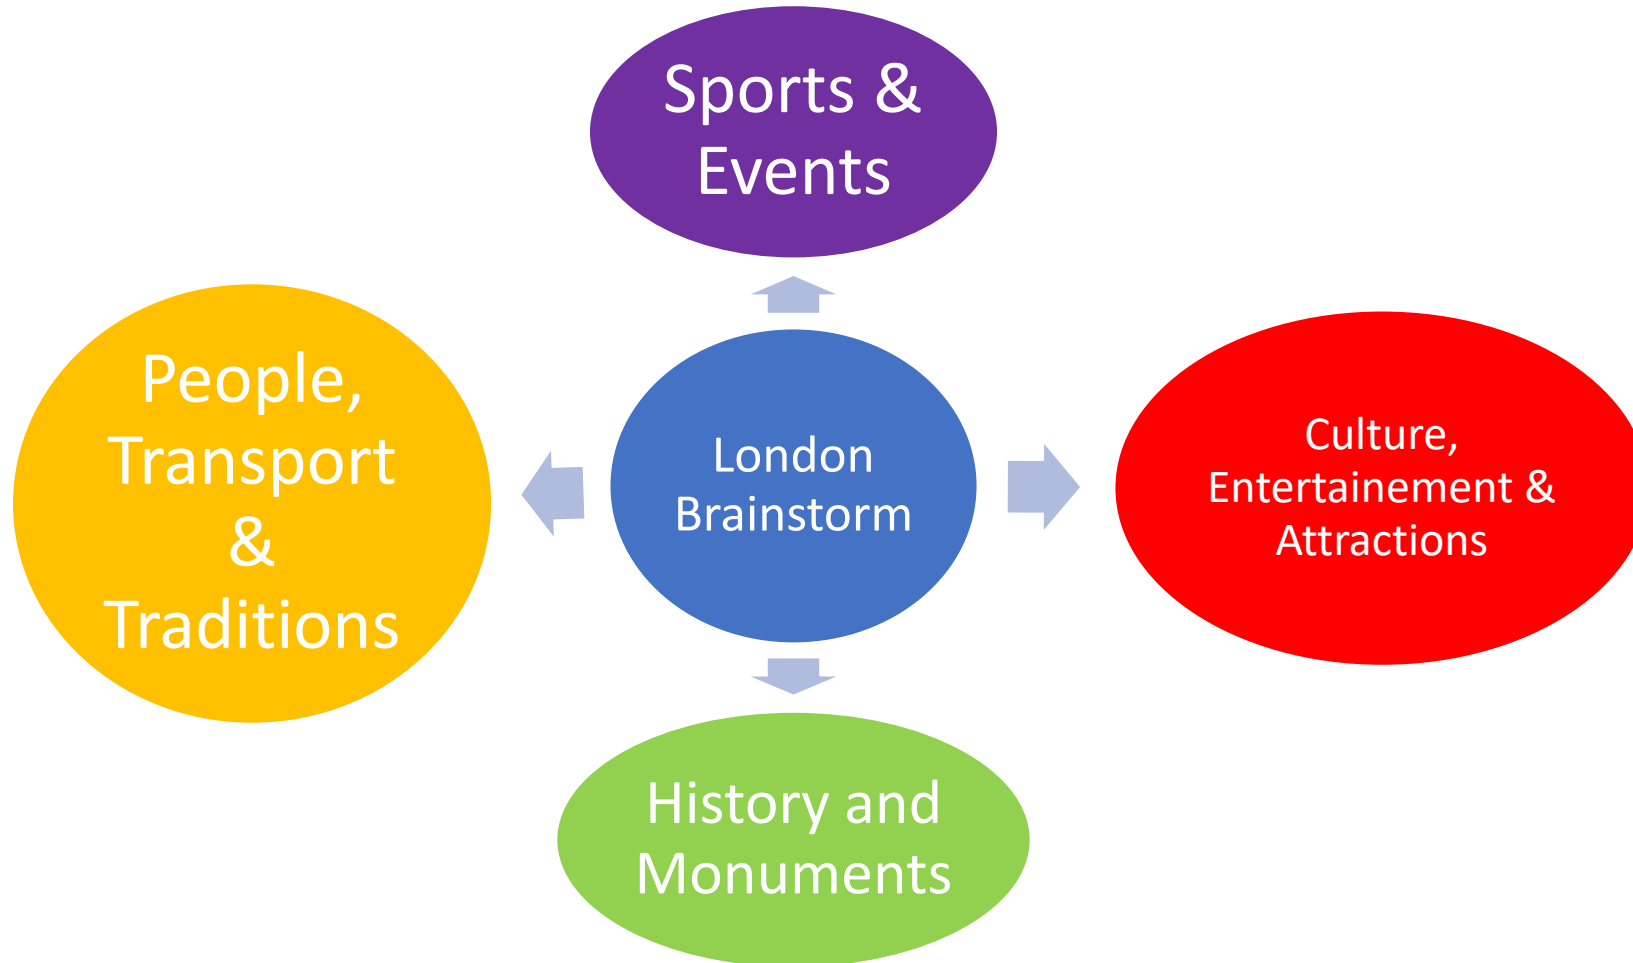 Sports &
Events
People,
Transport
&
Traditions
London
Brainstorm
Culture,
Entertainement &
Attractions
History and
Monuments